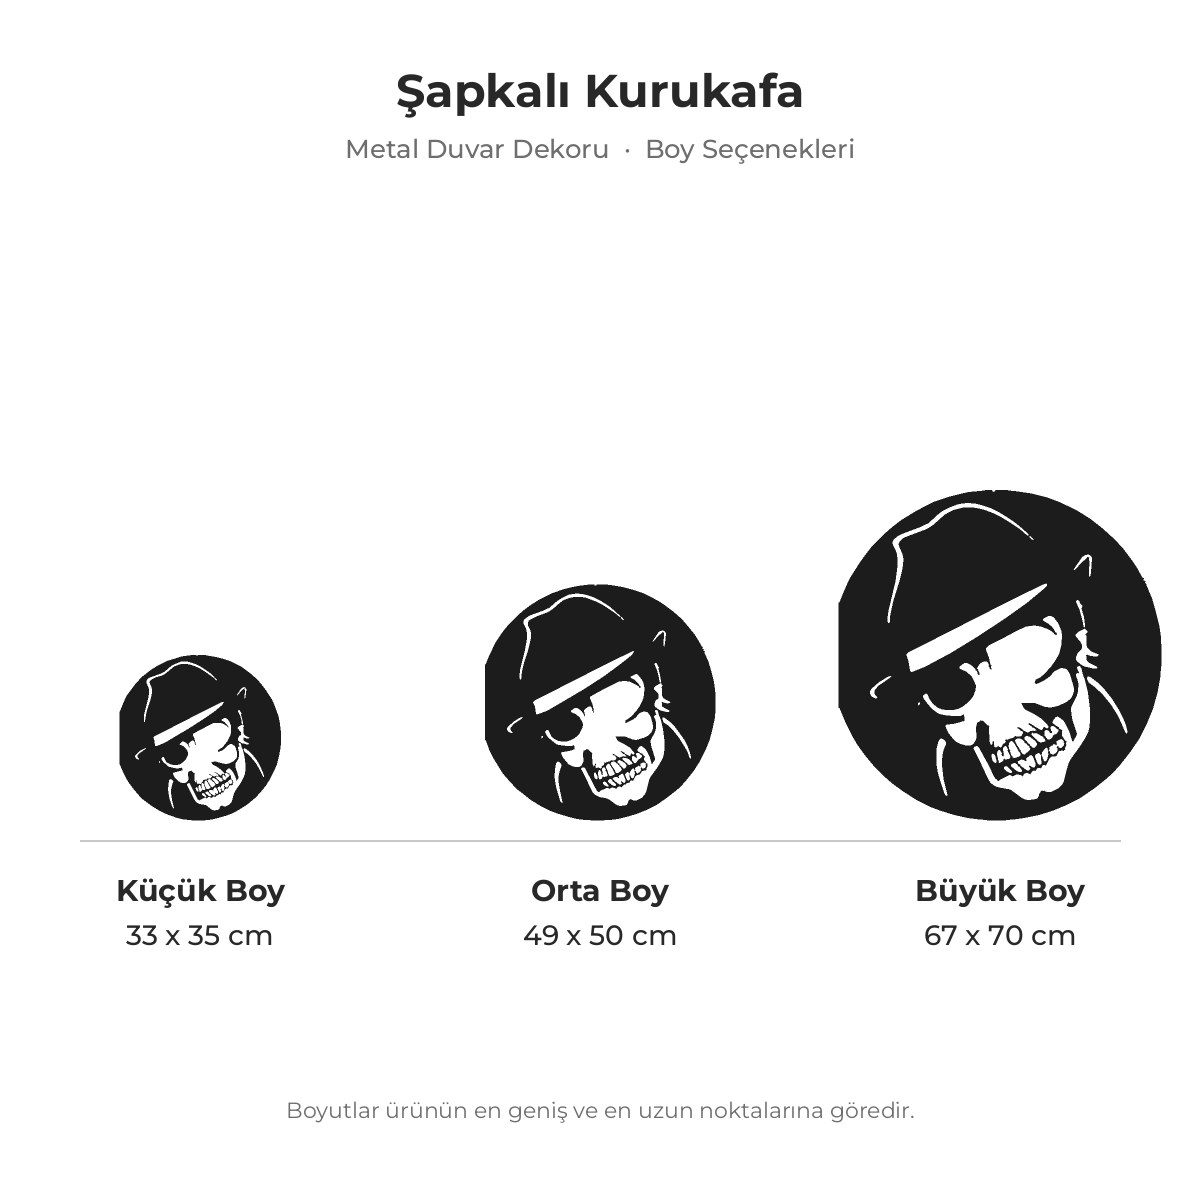 Şapkalı Kurukafa
Metal Duvar Dekoru · Boy Seçenekleri
Küçük Boy
33 x 35 cm
Orta Boy
49 x 50 cm
Büyük Boy
67 x 70 cm
Boyutlar ürünün en geniş ve en uzun noktalarına göredir.